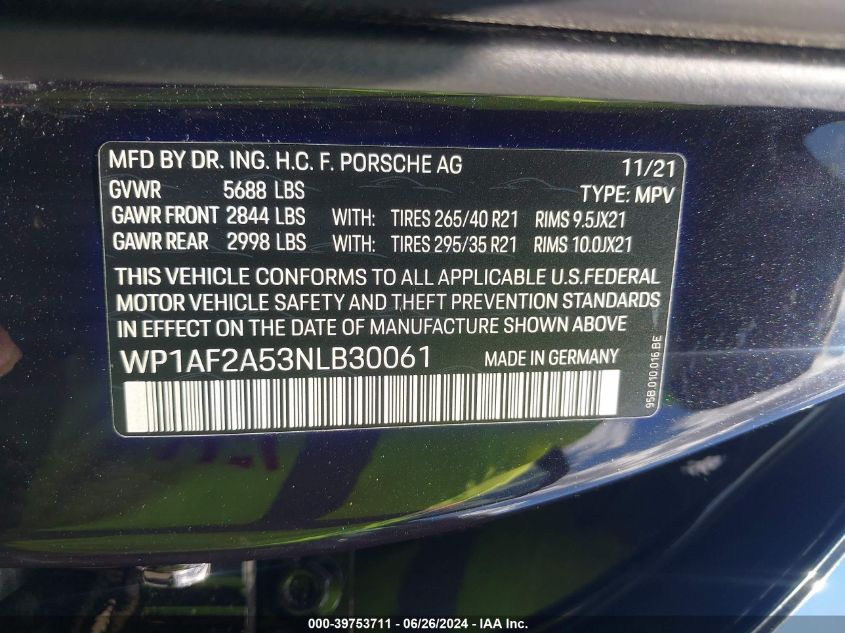 MFD BY DR. ING. H.C. F. PORSCHE AG 11/21
GVWR 5688 LBS TYPE: MPV
GAWR FRONT 2844 LBS WITH: TIRES 265/40 R21 RIMS 9.5JX21
GAWR REAR 2998 LBS WITH: TIRES 295/35 R21 RIMS 10.0JX21
THIS VEHICLE CONFORMS TO ALL APPLICABLE U.S.FEDERAL
MOTOR VEHICLE SAFETY AND THEFT PREVENTION STANDARDS
IN EFFECT ON THE DATE OF MANUFACTURE SHOWN ABOVE
WP1AF2A53NLB30061 MADE IN GERMANY
95B.010.016 BE
000-39753711 - 06/26/2024 - IAA Inc.